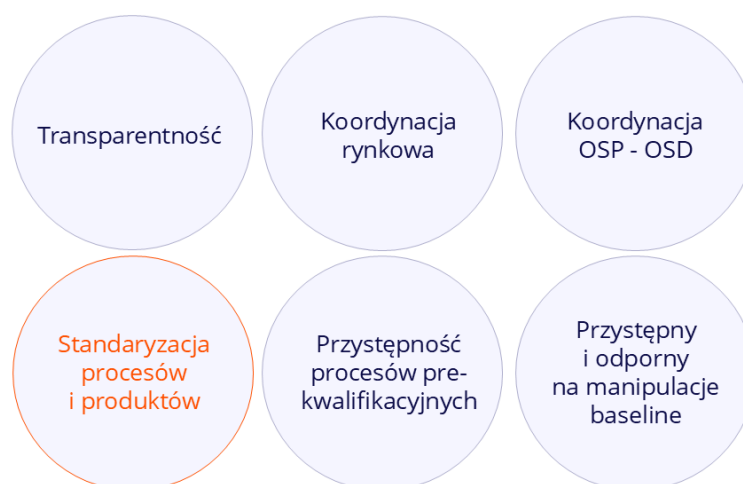 Transparentność
Koordynacja
rynkowa
Koordynacja
OSP - OSD
Standaryzacja
procesów
i produktów
Przystępność
procesów pre-
kwalifikacyjnych
Przystępny
i odporny
na manipulacje
baseline